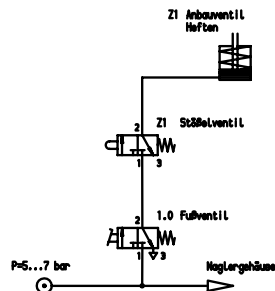 Z1 Anbauventil
Heften
2
Z1 Stößelventil
1 3
2
1.0 Fußventil
1 3
P=5...7 bar
Naglergehäuse